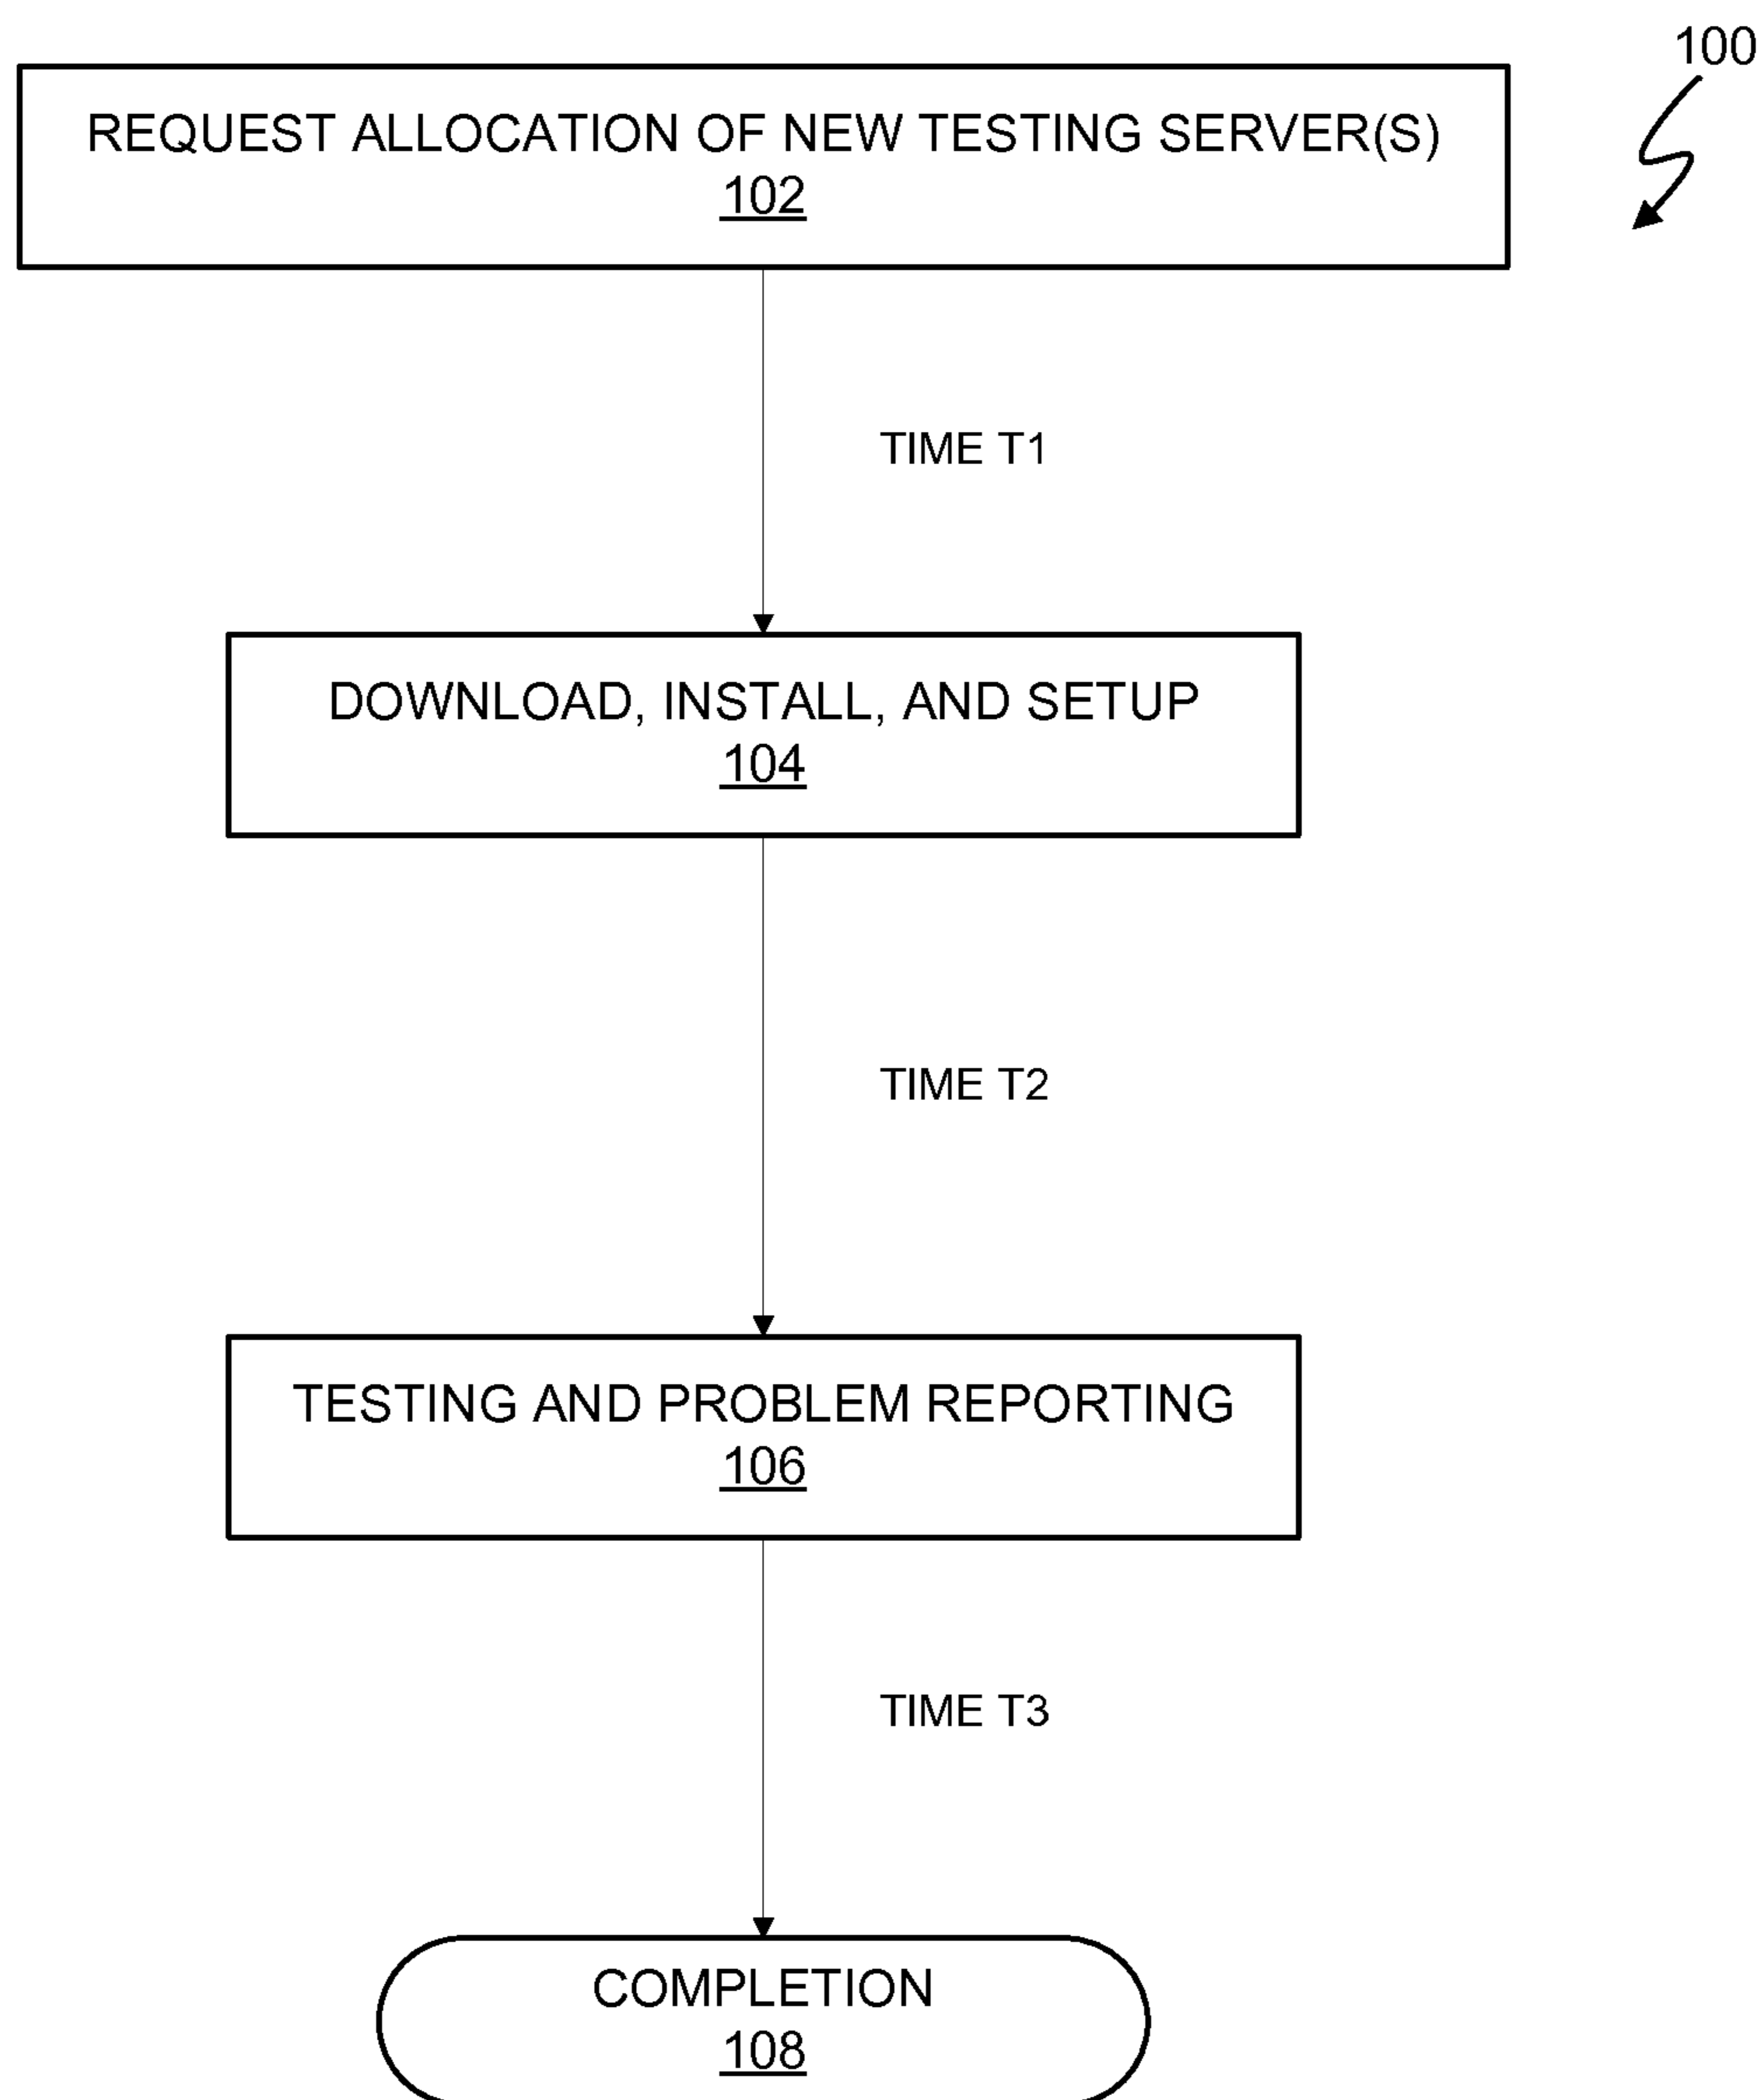 100
REQUEST ALLOCATION OF NEW TESTING SERVER(S)
102
TIME T1
DOWNLOAD, INSTALL, AND SETUP
104
TIME T2
TESTING AND PROBLEM REPORTING
106
TIME T3
COMPLETION
108